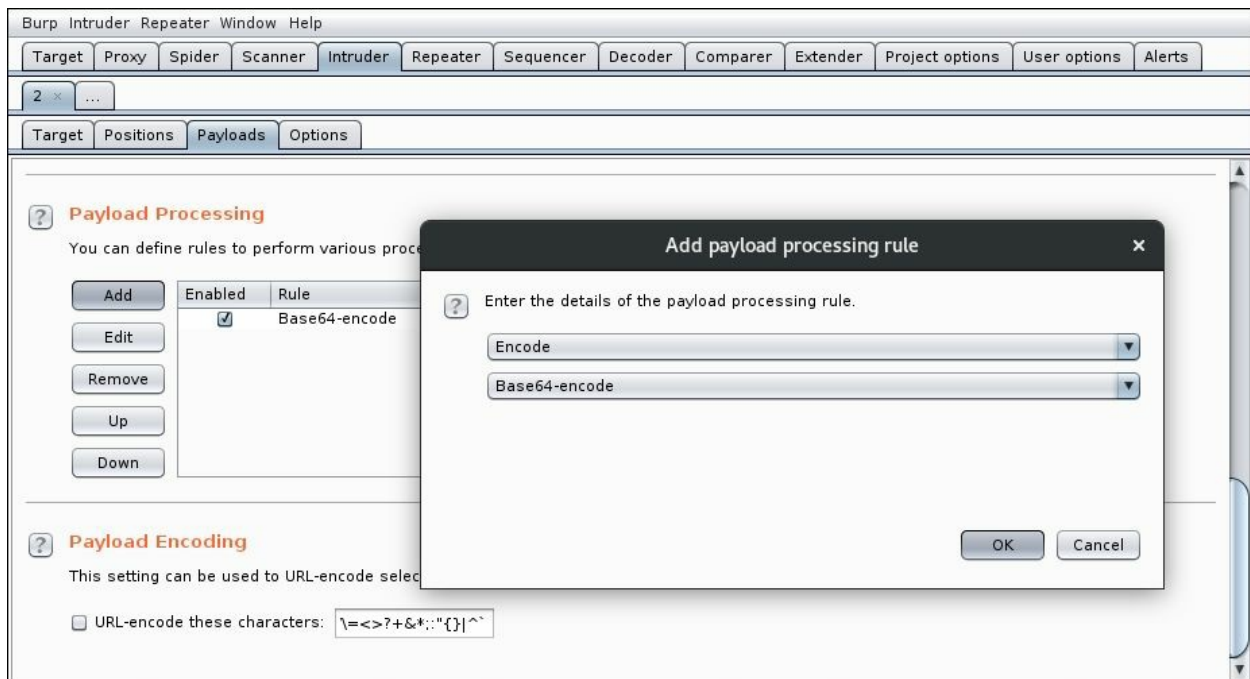 Burp Intruder Repeater Window Help
Target Proxy Spider Scanner Intruder Repeater Sequencer Decoder Comparer Extender Project options User options Alerts
2 × ...
Target Positions Payloads Options
? Payload Processing
You can define rules to perform various proce
Add
Edit
Remove
Up
Down
Enabled Rule
Base64-encode
Add payload processing rule ×
? Enter the details of the payload processing rule.
Encode
Base64-encode
OK Cancel
? Payload Encoding
This setting can be used to URL-encode selec
URL-encode these characters: \=<>?+&*;:"{}|^`